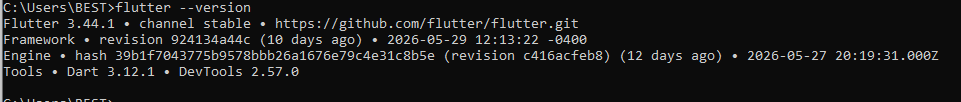 C:\Users\BEST>flutter --version
Flutter 3.44.1 • channel stable • https://github.com/flutter/flutter.git
Framework • revision 924134a44c (10 days ago) • 2026-05-29 12:13:22 -0400
Engine • hash 39b1f7043775b9578bbb26a1676e79c4e31c8b5e (revision c416acfeb8) (12 days ago) • 2026-05-27 20:19:31.000Z
Tools • Dart 3.12.1 • DevTools 2.57.0
C:\Users\BEST>